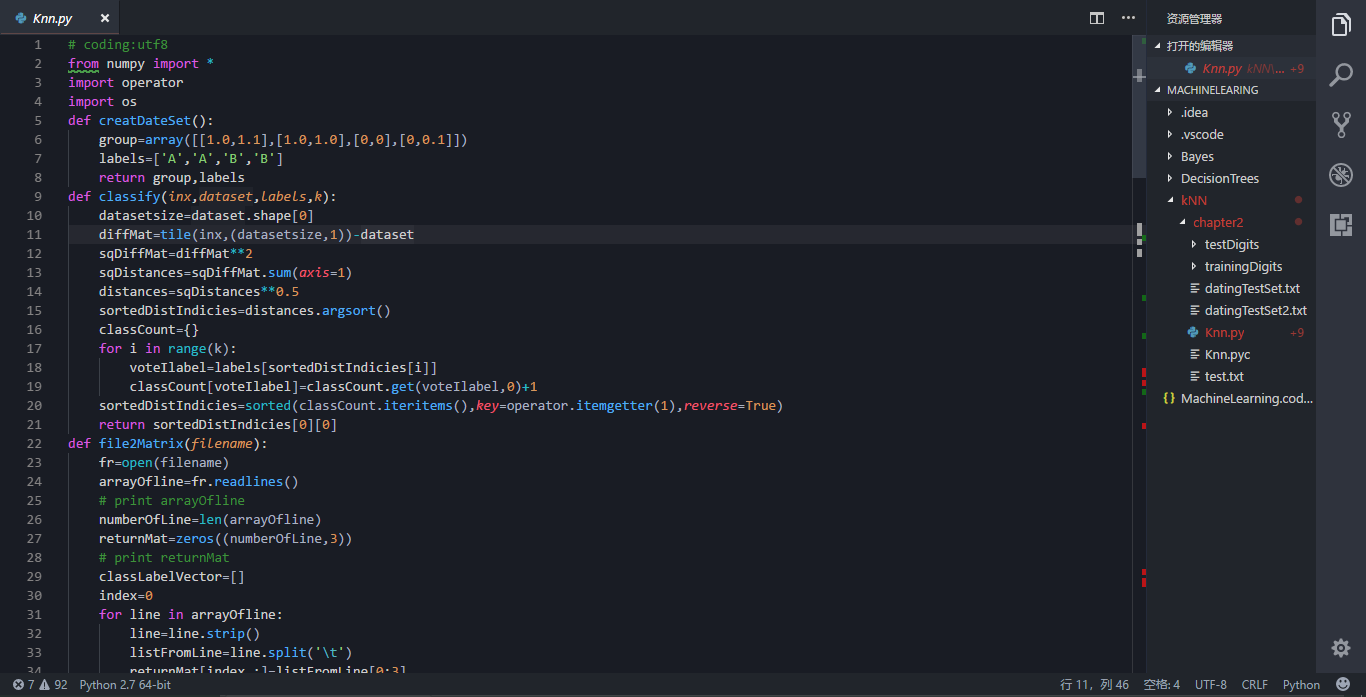 Knn.py
1 # coding:utf8
2 from numpy import *
3 import operator
4 import os
5 def creatDateSet():
6     group=array([[1.0,1.1],[1.0,1.0],[0,0],[0,0.1]])
7     labels=['A','A','B','B']
8     return group,labels
9 def classify(inx,dataset,labels,k):
10     datasetsize=dataset.shape[0]
11     diffMat=tile(inx,(datasetsize,1))-dataset
12     sqDiffMat=diffMat**2
13     sqDistances=sqDiffMat.sum(axis=1)
14     distances=sqDistances**0.5
15     sortedDistIndicies=distances.argsort()
16     classCount={}
17     for i in range(k):
18         voteIlabel=labels[sortedDistIndicies[i]]
19         classCount[voteIlabel]=classCount.get(voteIlabel,0)+1
20     sortedDistIndicies=sorted(classCount.iteritems(),key=operator.itemgetter(1),reverse=True)
21     return sortedDistIndicies[0][0]
22 def file2Matrix(filename):
23     fr=open(filename)
24     arrayOfline=fr.readlines()
25     # print arrayOfline
26     numberOfLine=len(arrayOfline)
27     returnMat=zeros((numberOfLine,3))
28     # print returnMat
29     classLabelVector=[]
30     index=0
31     for line in arrayOfline:
32         line=line.strip()
33         listFromLine=line.split('\t')
34         returnMat[index,:]=listFromLine[0:3]
资源管理器
打开的编辑器
Knn.py kNN\... +9
MACHINELEARING
.idea
.vscode
Bayes
DecisionTrees
kNN
chapter2
testDigits
trainingDigits
datingTestSet.txt
datingTestSet2.txt
Knn.py +9
Knn.pyc
test.txt
{} MachineLearning.cod...
7 92 Python 2.7 64-bit
行 11，列 46 空格: 4 UTF-8 CRLF Python